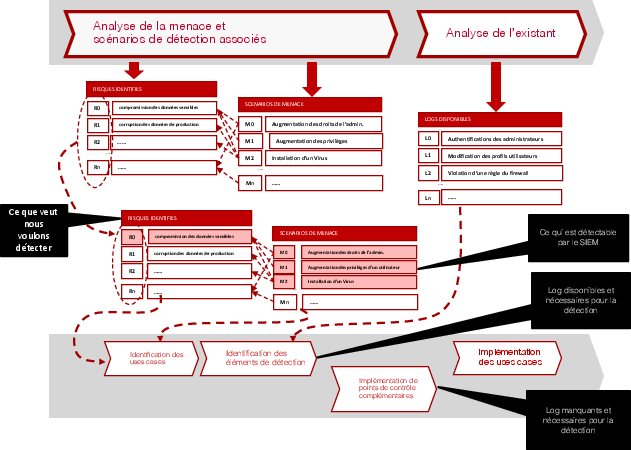 Analyse de la menace et
scénarios de détection associés
Analyse de l'existant
RISQUES IDENTIFIES
R0 compromission des données sensibles
R1 corruption des données de production
R2 ......
...
Rn ......
SCENARIOS DE MENACE
M0 Augmentation des droits de l'admin.
M1 Augmentation des privilèges
M2 Installation d'un Virus
...
Mn ......
LOGS DISPONIBLES
L0 Authentifications des administrateurs
L1 Modification des profils utilisateurs
L2 Violation d'une règle du firewall
...
Ln ......
Ce que veut
nous
voulons
détecter
RISQUES IDENTIFIES
R0 compromission des données sensibles
R1 corruption des données de production
R2 ......
Rn ......
SCENARIOS DE MENACE
M0 Augmentation des droits de l'admin.
M1 Augmentation des privilèges d'un utilisateur
M2 Installation d'un Virus
Mn ......
Ce qui est détectable
par le SIEM
Log disponibles et
nécessaires pour la
détection
Identification des
uses cases
Identification des
éléments de détection
Implémentation de
points de contrôle
complémentaires
Implémentation
des uses cases
Log manquants et
nécessaires pour la
détection